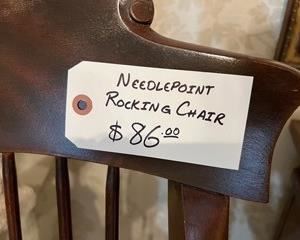 NEEDLEPOINT
ROCKING CHAIR
$86.00